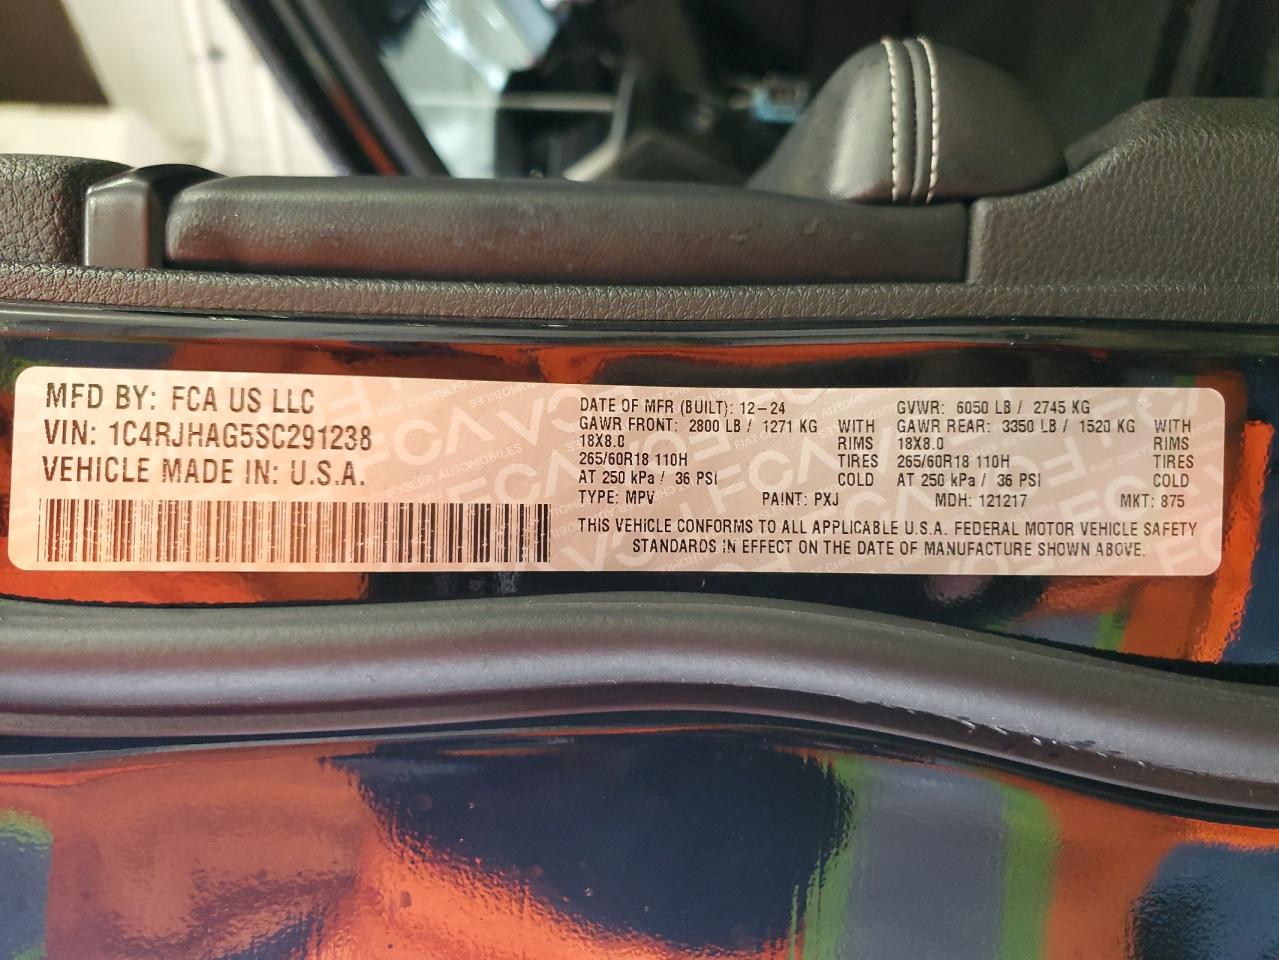 MFD BY: FCA US LLC
VIN: 1C4RJHAG5SC291238
VEHICLE MADE IN: U.S.A.
DATE OF MFR (BUILT): 12-24 GVWR: 6050 LB / 2745 KG
GAWR FRONT: 2800 LB / 1271 KG WITH GAWR REAR: 3350 LB / 1520 KG WITH
18X8.0 RIMS 18X8.0 RIMS
265/60R18 110H TIRES 265/60R18 110H TIRES
AT 250 kPa / 36 PSI COLD AT 250 kPa / 36 PSI COLD
TYPE: MPV PAINT: PXJ MDH: 121217 MKT: 875
THIS VEHICLE CONFORMS TO ALL APPLICABLE U.S.A. FEDERAL MOTOR VEHICLE SAFETY
STANDARDS IN EFFECT ON THE DATE OF MANUFACTURE SHOWN ABOVE.